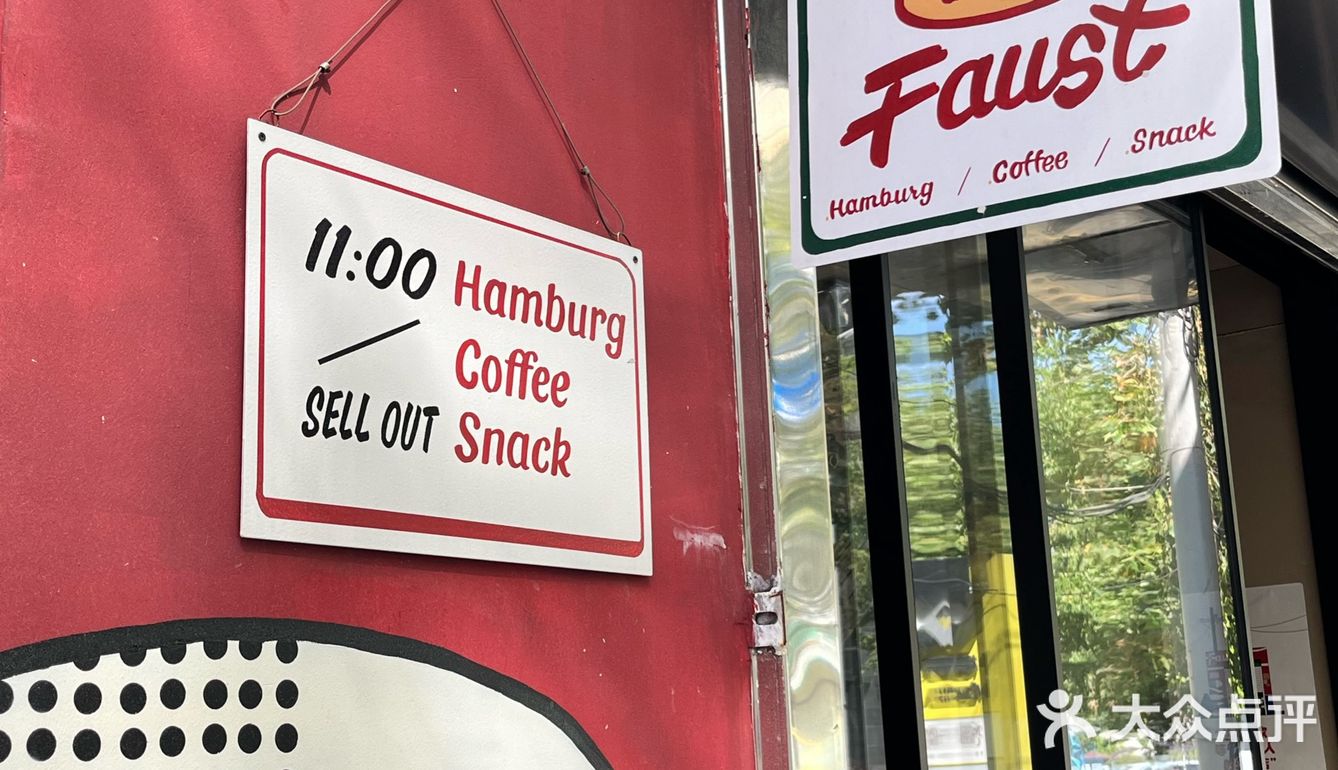 11:00
SELL OUT
Hamburg
Coffee
Snack
Faust
Hamburg / Coffee / Snack
大众点评